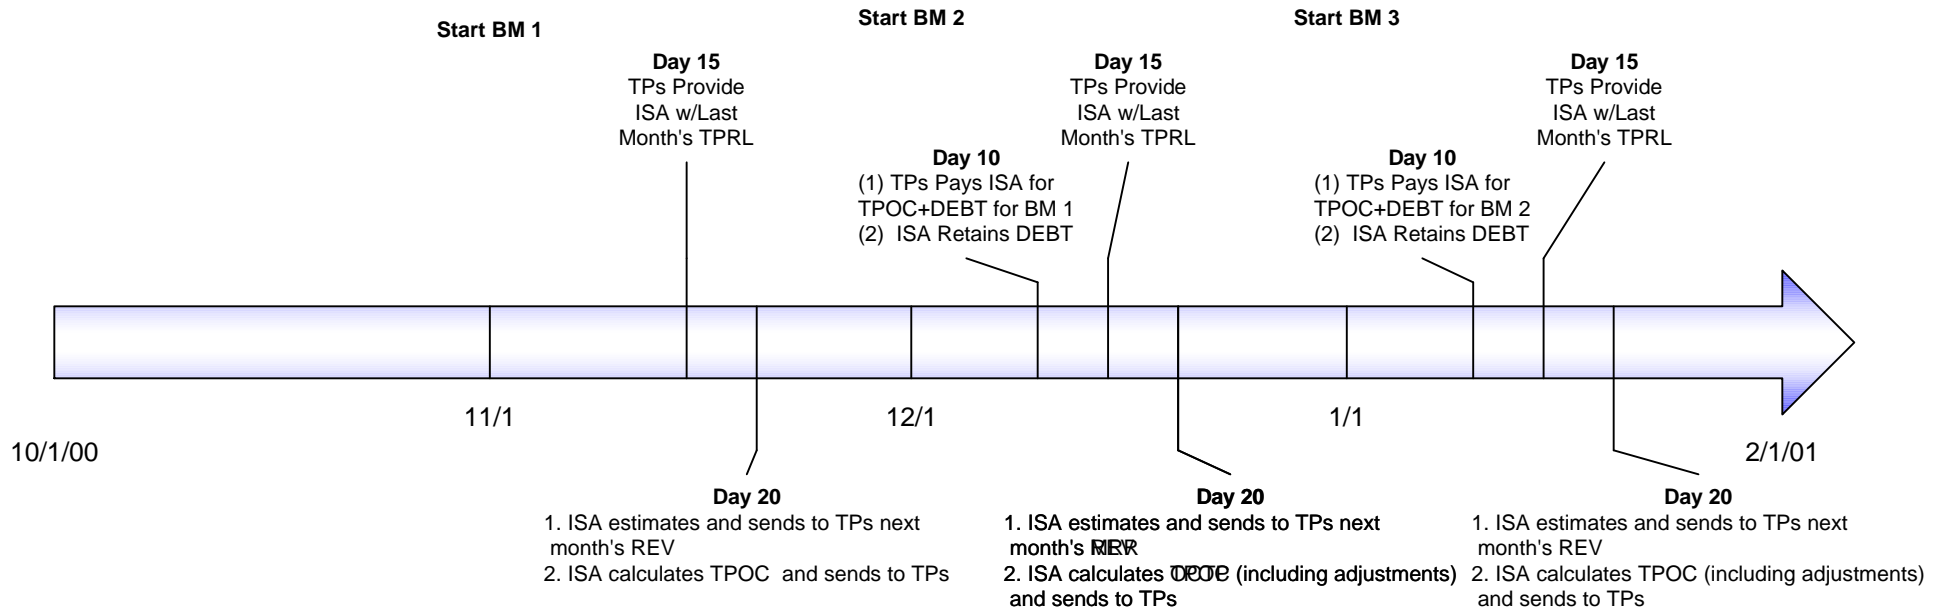 Start BM 1
Start BM 2
Start BM 3
Day 15
TPs Provide
ISA w/Last
Month's TPRL
Day 15
TPs Provide
ISA w/Last
Month's TPRL
Day 15
TPs Provide
ISA w/Last
Month's TPRL
Day 10
(1) TPs Pays ISA for
TPOC+DEBT for BM 1
(2) ISA Retains DEBT
Day 10
(1) TPs Pays ISA for
TPOC+DEBT for BM 2
(2) ISA Retains DEBT
11/1
12/1
1/1
10/1/00
2/1/01
Day 20
1. ISA estimates and sends to TPs next
month's REV
2. ISA calculates TPOC and sends to TPs
Day 20
1. ISA estimates and sends to TPs next
month's
2. ISA calculates (including adjustments)
and sends to TPs
Day 20
1. ISA estimates and sends to TPs next
month's REV
2. ISA calculates TPOC (including adjustments)
and sends to TPs